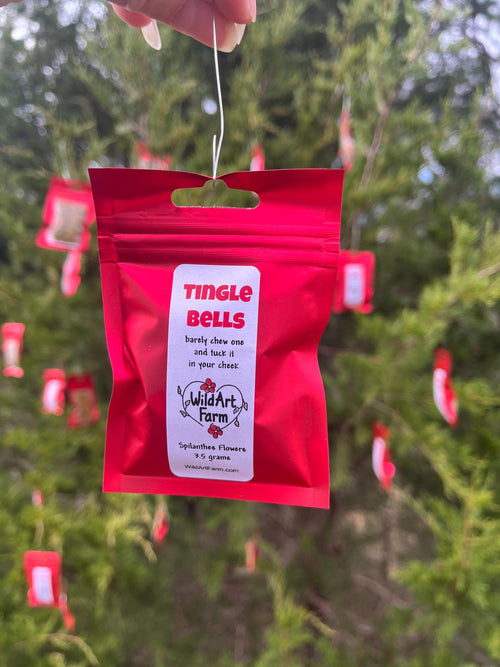 Tingle
Bells
barely chew one
and tuck it
in your cheek
WildArt
Farm
Spilanthes Flowers
3.5 grams
WildArtFarm.com